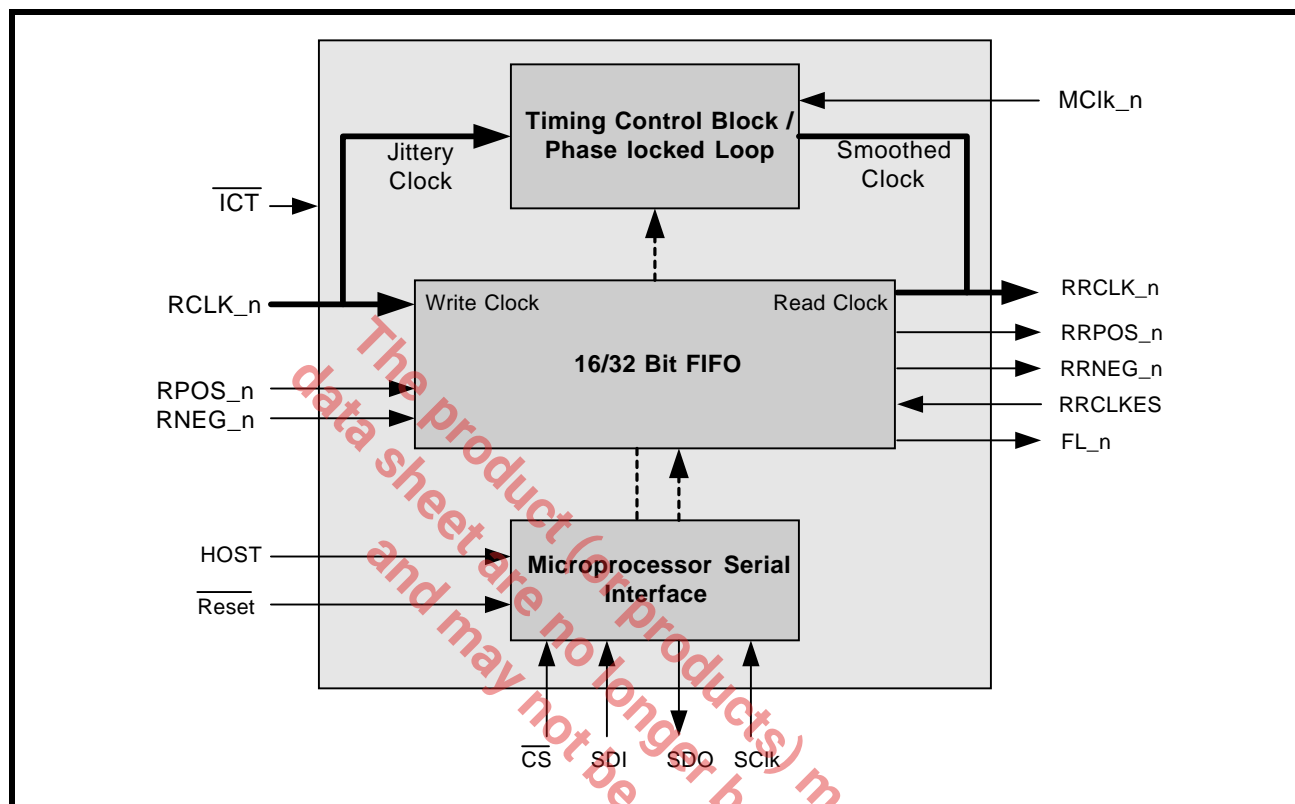 Timing Control Block /
Phase locked Loop
MClk_n
Jittery
Clock
Smoothed
Clock
ICT
RCLK_n
Write Clock
Read Clock
RRCLK_n
RRPOS_n
16/32 Bit FIFO
RRNEG_n
RPOS_n
RNEG_n
RRCLKES
FL_n
HOST
Microprocessor Serial
Interface
Reset
CS
SDI
SDO
SClk
The product (or products) m
data sheet are no longer b
and may not be